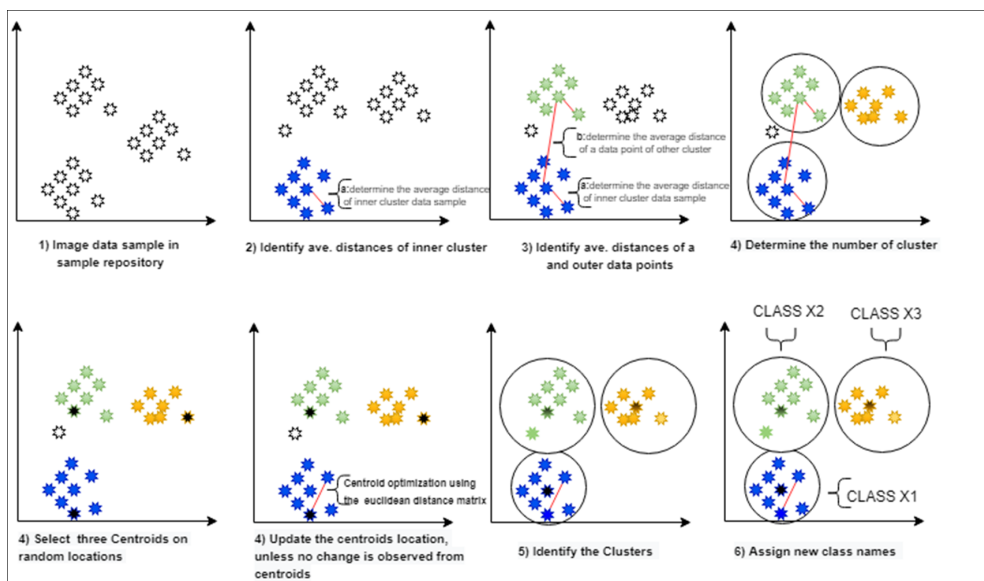 a:determine the average distance
of inner cluster data sample
b:determine the average distance
of a data point of other cluster
a:determine the average distance
of inner cluster data sample
1) Image data sample in
sample repository
2) Identify ave. distances of inner cluster
3) Identify ave. distances of a
and outer data points
4) Determine the number of cluster
CLASS X2
CLASS X3
Centroid optimization using
the euclidean distance matrix
CLASS X1
4) Select three Centroids on
random locations
4) Update the centroids location,
unless no change is observed from
centroids
5) Identify the Clusters
6) Assign new class names